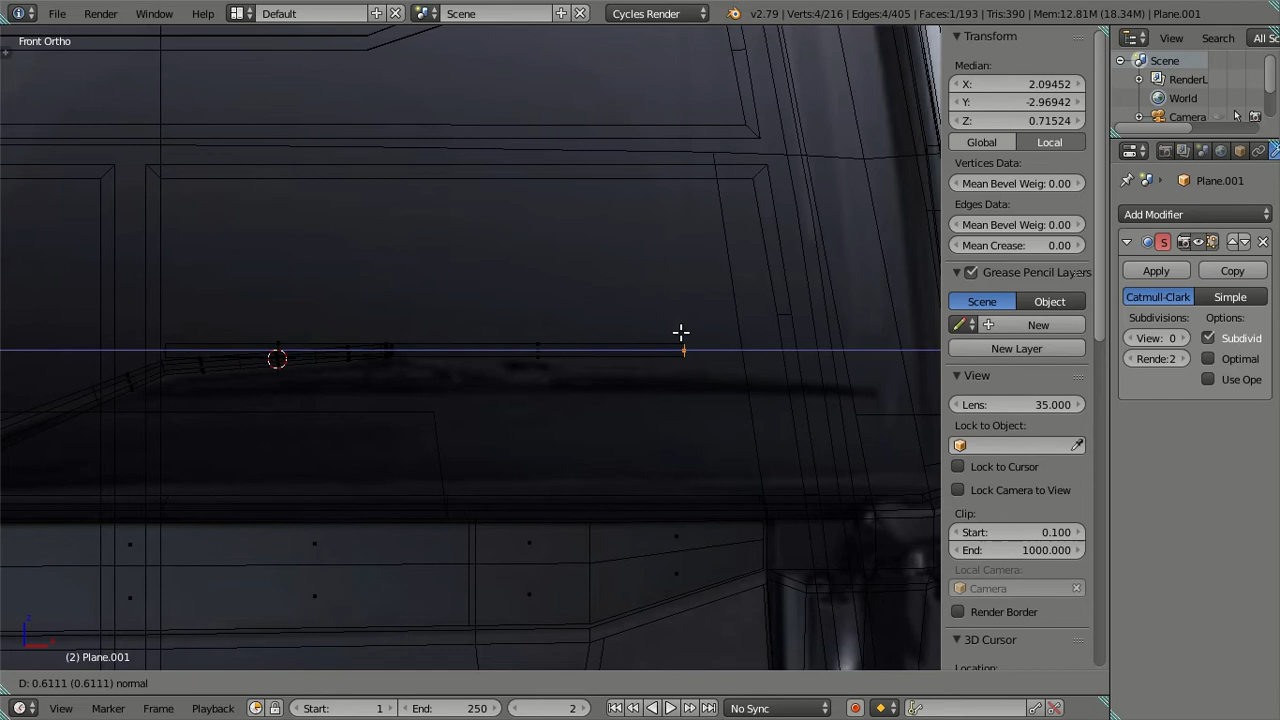 File Render Window Help Default Scene Cycles Render v2.79 | Verts:4/216 | Edges:4/405 | Faces:1/193 | Tris:390 | Mem:12.81M (18.34M) | Plane.001
Front Ortho
Transform
View Search All Sc
Median:
Scene
X: 2.09452
RenderL
Y: -2.96942
World
Z: 0.71524
Camera
Global Local
Vertices Data:
Mean Bevel Weig: 0.00
Plane.001
Edges Data:
Add Modifier
Mean Bevel Weig: 0.00
Mean Crease: 0.00
S
Grease Pencil Layers
Apply Copy
Scene Object
Catmull-Clark Simple
New
Subdivisions: Options:
View: 0 Subdivid
New Layer
Rende:2 Optimal
View
Use Ope
Lens: 35.000
Lock to Object:
Lock to Cursor
Lock Camera to View
Clip:
Start: 0.100
End: 1000.000
Local Camera:
Camera
Render Border
z
x
3D Cursor
(2) Plane.001
Location:
D: 0.6111 (0.6111) normal
View Marker Frame Playback Start: 1 End: 250 2 No Sync